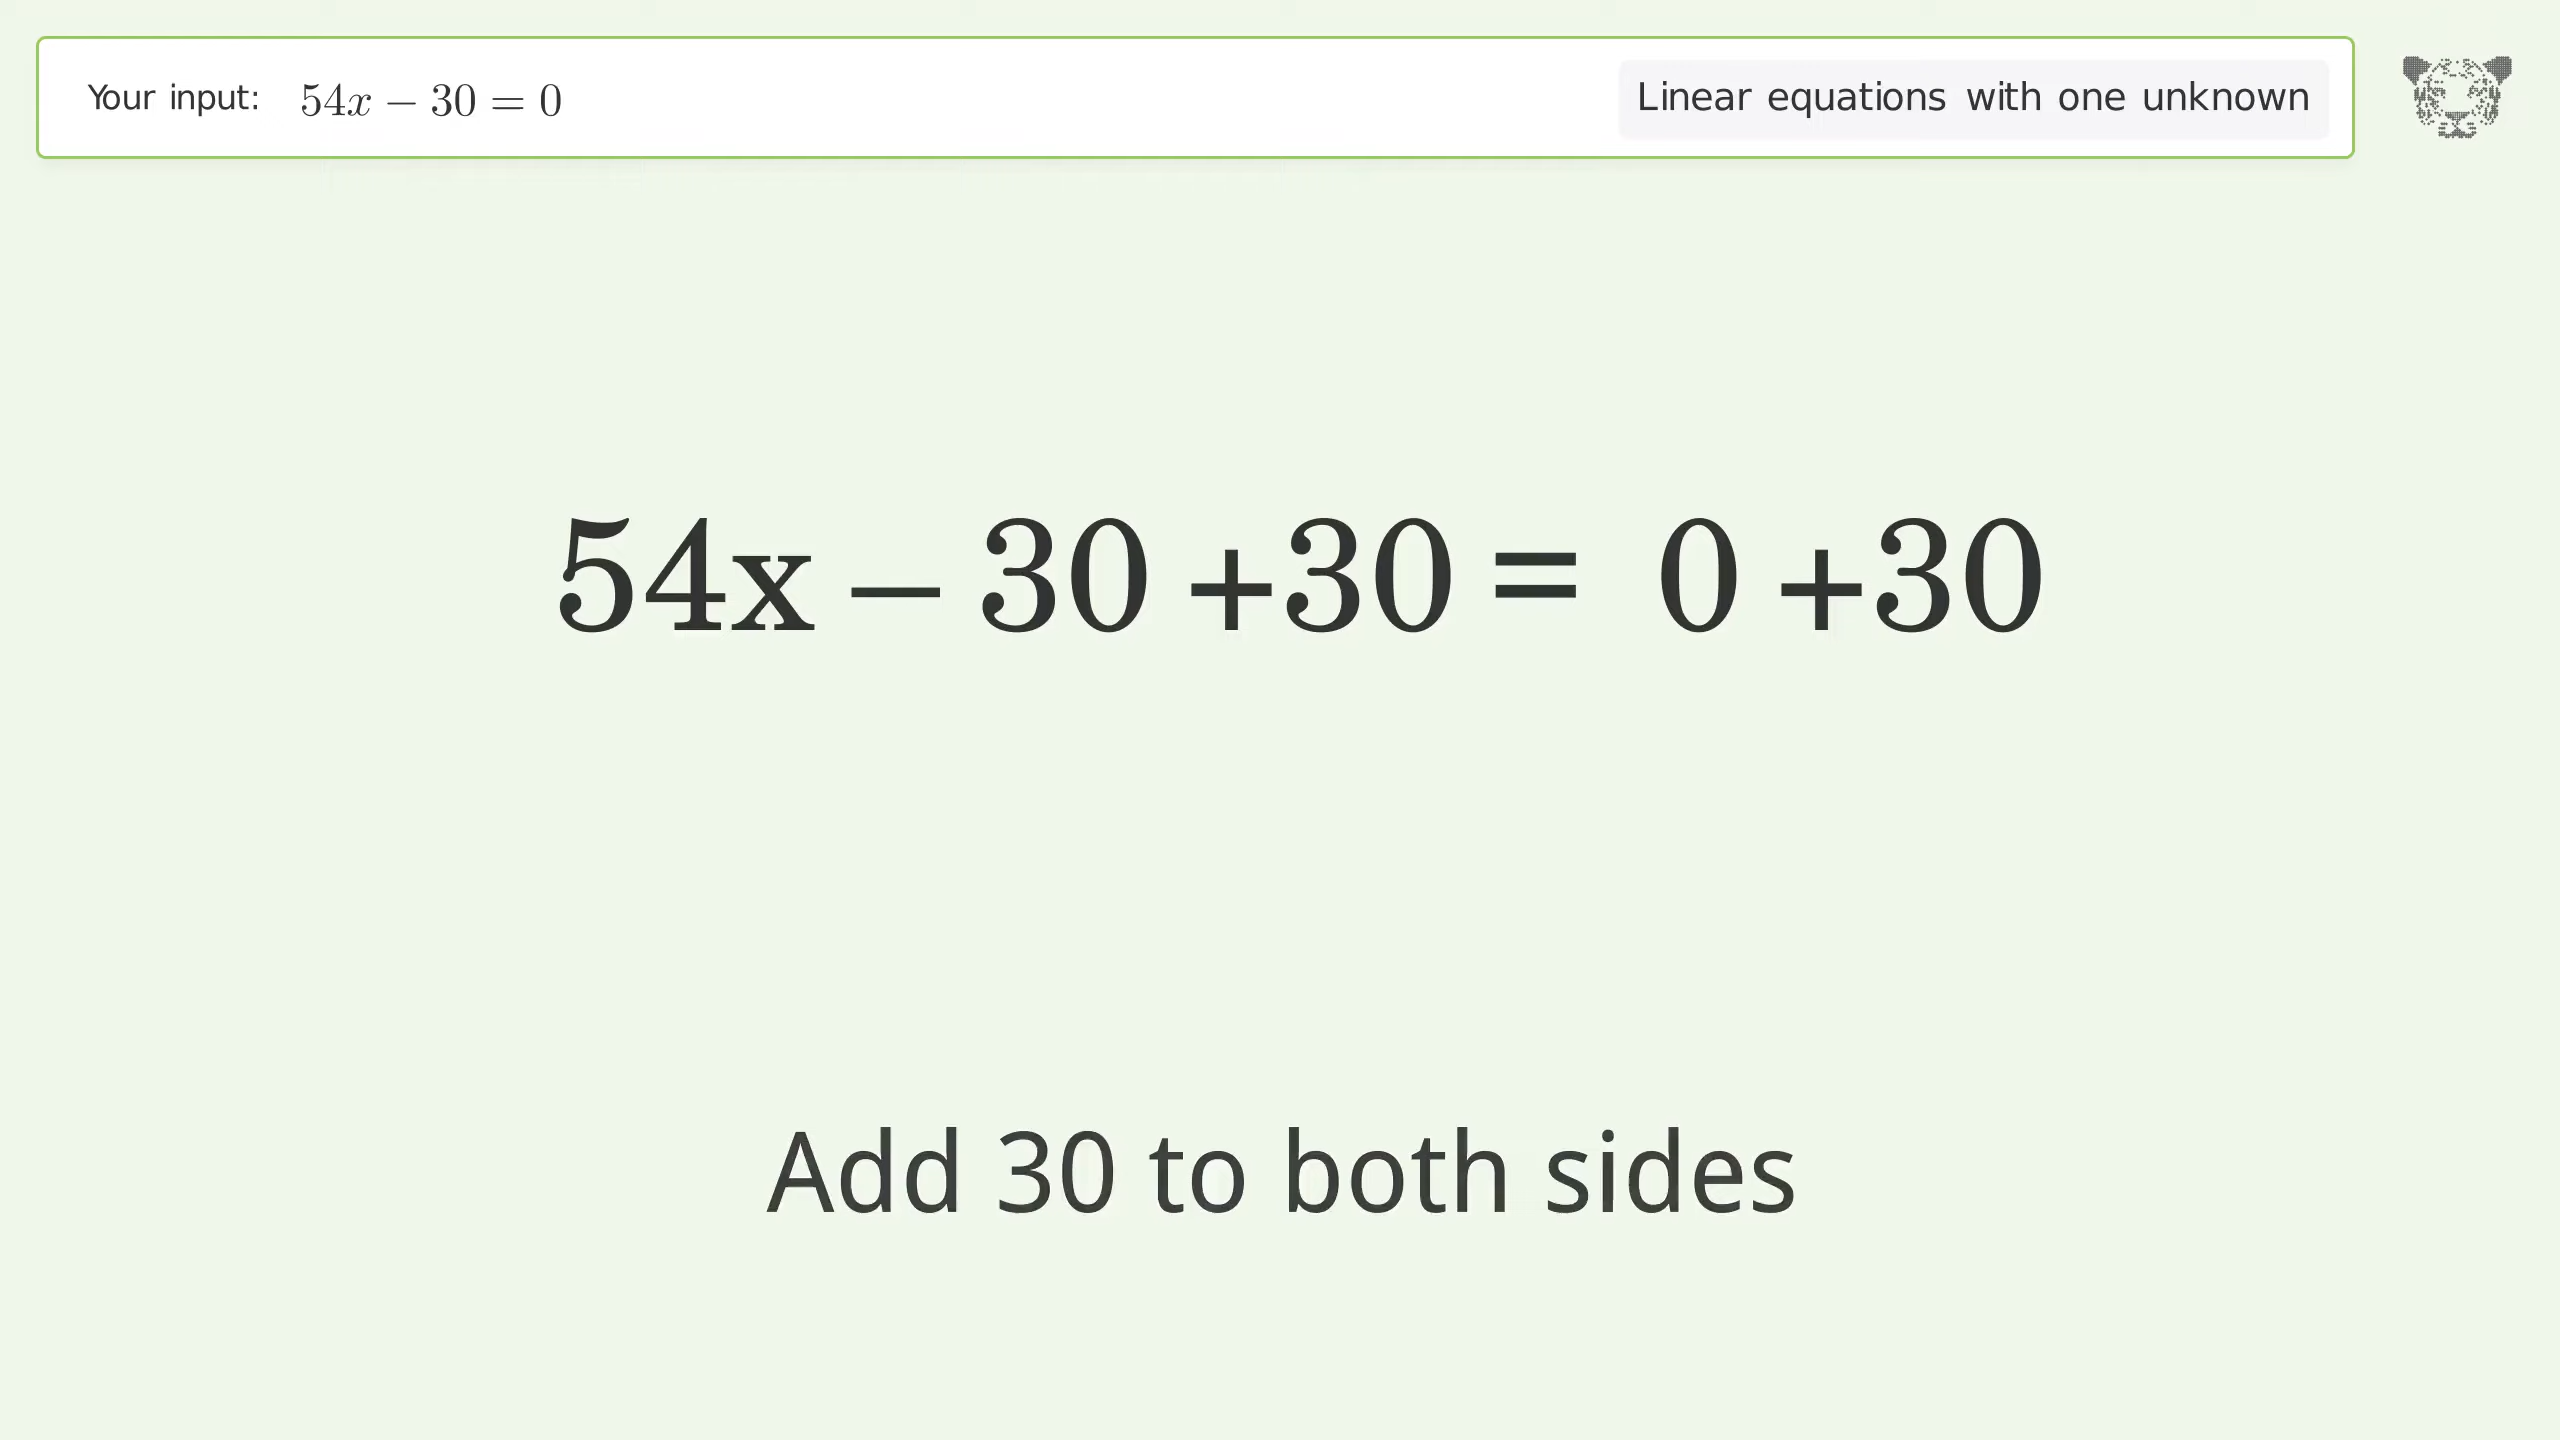 Your input: 54x − 30 = 0
Linear equations with one unknown
54x – 30 +30 = 0 +30
Add 30 to both sides